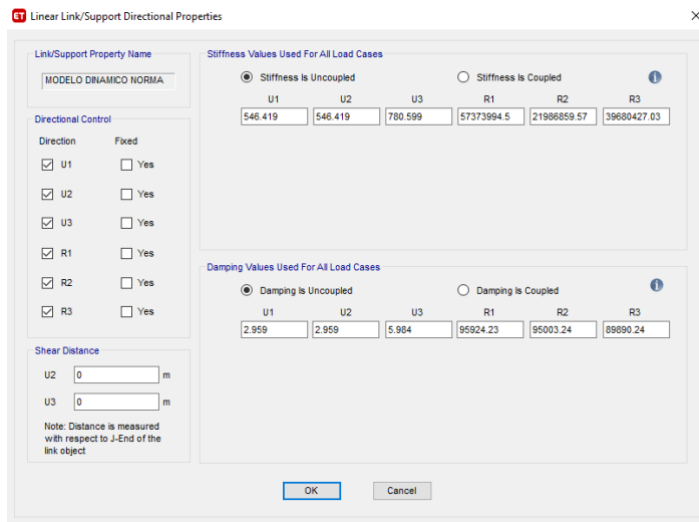 ET Linear Link/Support Directional Properties
Link/Support Property Name
MODELO DINAMICO NORMA
Directional Control
Direction Fixed
U1 Yes
U2 Yes
U3 Yes
R1 Yes
R2 Yes
R3 Yes
Shear Distance
U2 0 m
U3 0 m
Note: Distance is measured
with respect to J-End of the
link object
Stiffness Values Used For All Load Cases
Stiffness Is Uncoupled Stiffness Is Coupled i
U1 U2 U3 R1 R2 R3
546.419 546.419 780.599 57373994.5 21986859.57 39680427.03
Damping Values Used For All Load Cases
Damping Is Uncoupled Damping Is Coupled i
U1 U2 U3 R1 R2 R3
2.959 2.959 5.984 95924.23 95003.24 89890.24
OK Cancel